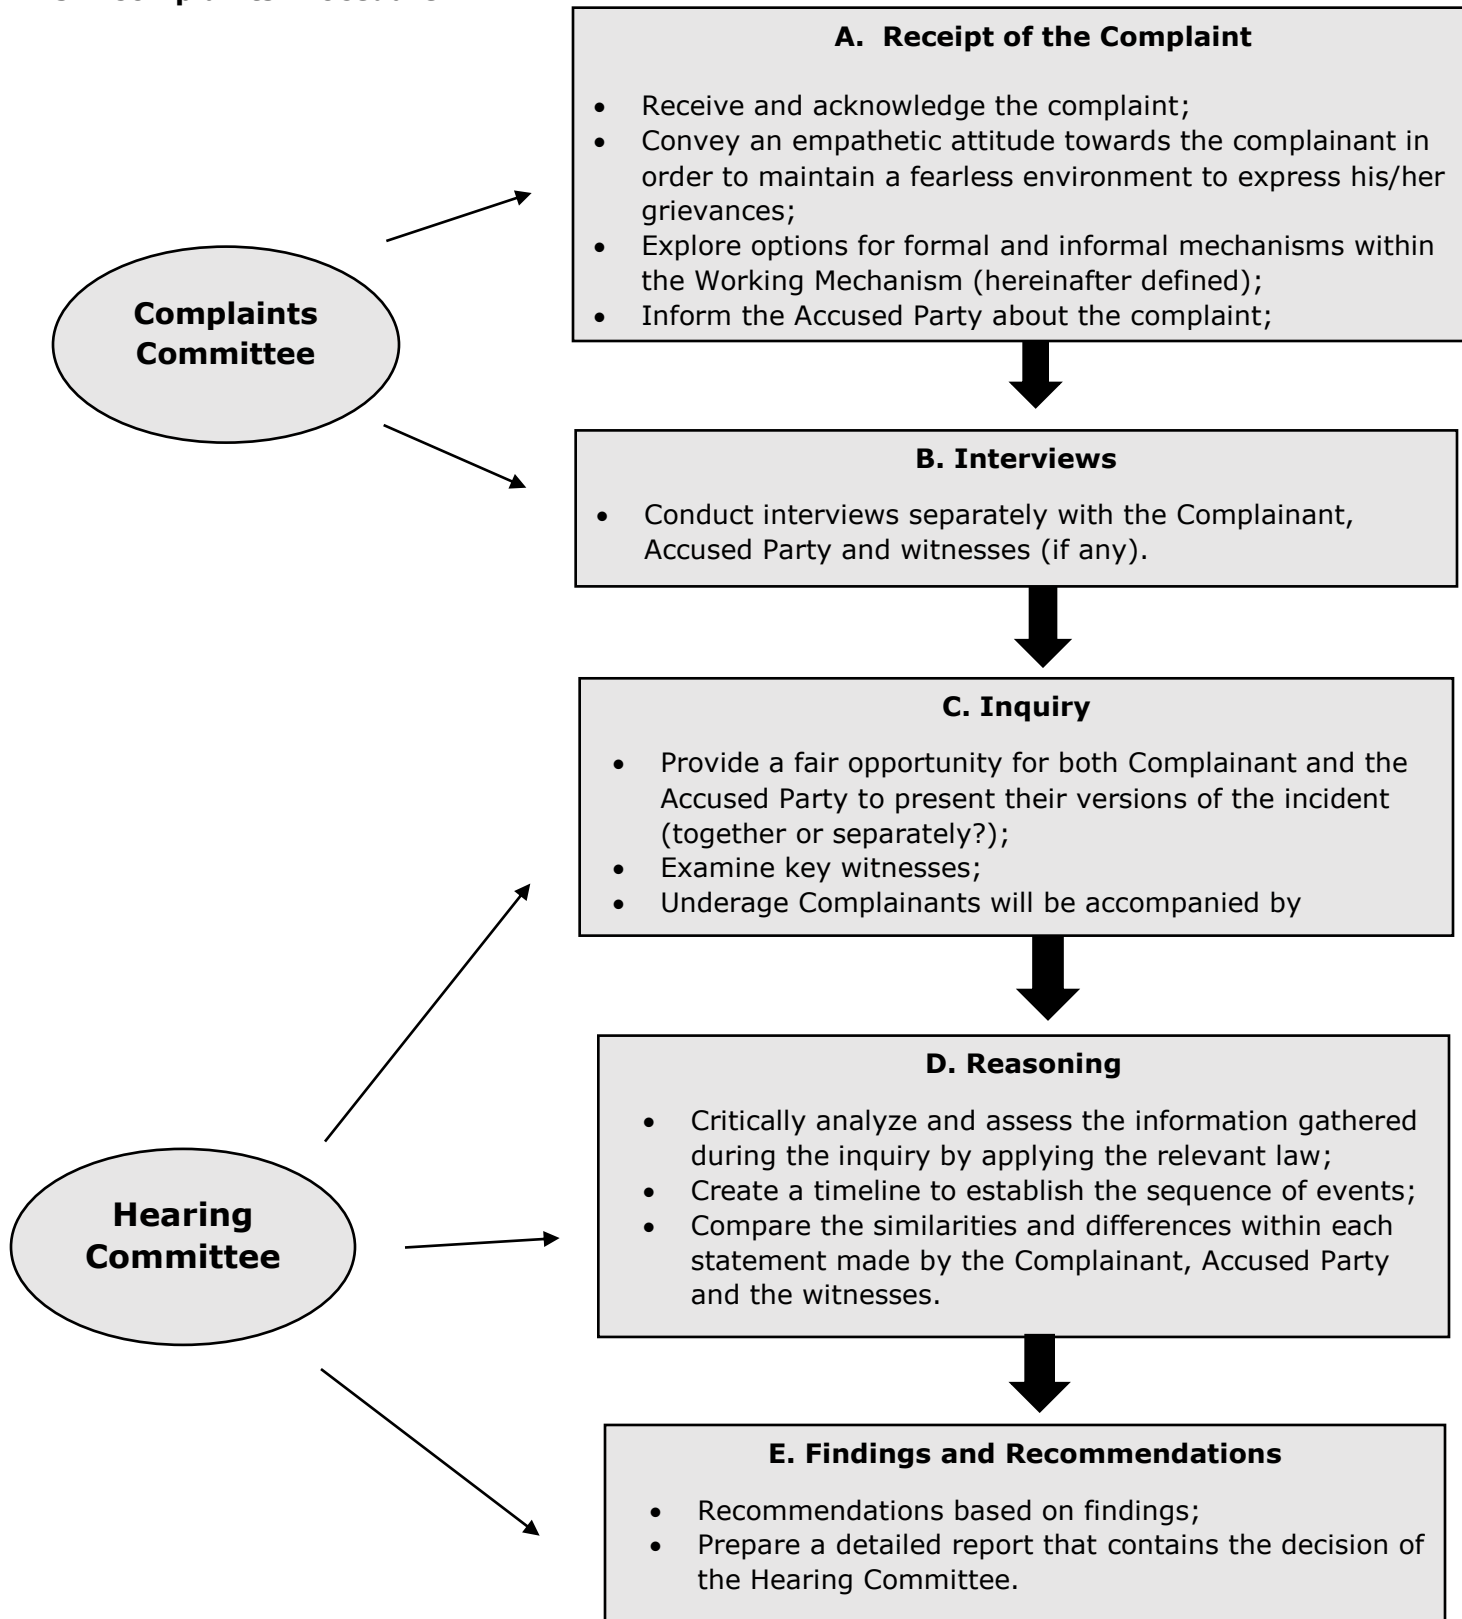 A. Receipt of the Complaint
• Receive and acknowledge the complaint;
• Convey an empathetic attitude towards the complainant in
order to maintain a fearless environment to express his/her
grievances;
• Explore options for formal and informal mechanisms within
the Working Mechanism (hereinafter defined);
• Inform the Accused Party about the complaint;
Complaints
Committee
B. Interviews
• Conduct interviews separately with the Complainant,
Accused Party and witnesses (if any).
C. Inquiry
• Provide a fair opportunity for both Complainant and the
Accused Party to present their versions of the incident
(together or separately?);
• Examine key witnesses;
• Underage Complainants will be accompanied by
D. Reasoning
• Critically analyze and assess the information gathered
during the inquiry by applying the relevant law;
• Create a timeline to establish the sequence of events;
• Compare the similarities and differences within each
statement made by the Complainant, Accused Party
and the witnesses.
Hearing
Committee
E. Findings and Recommendations
• Recommendations based on findings;
• Prepare a detailed report that contains the decision of
the Hearing Committee.